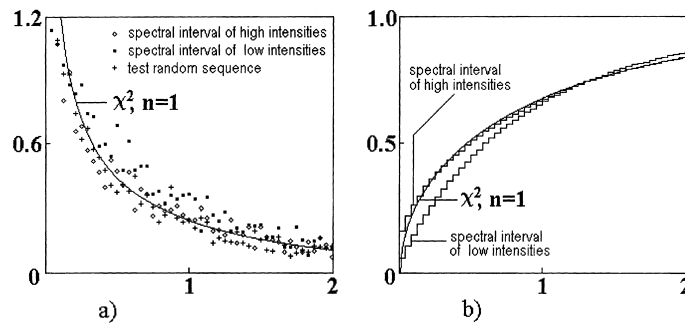 1.2
◇ spectral interval of high intensities
▪ spectral interval of low intensities
+ test random sequence
χ², n=1
0.6
0
1
2
a)
1.0
spectral interval
of high intensities
0.5
χ², n=1
spectral interval
of low intensities
0
1
2
b)